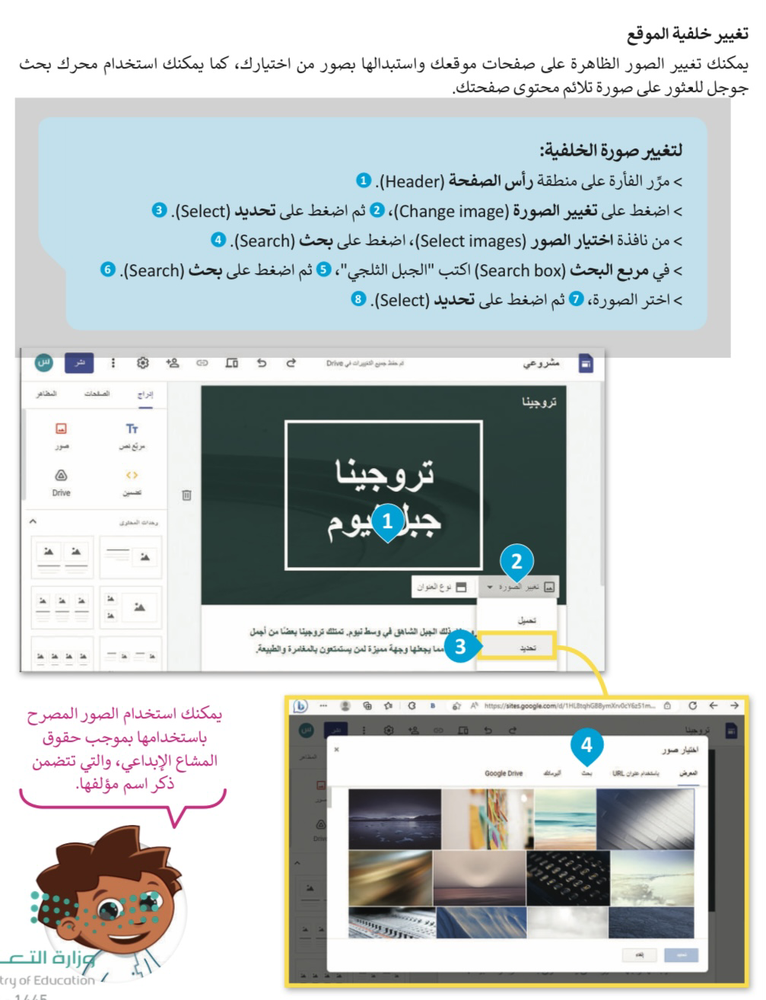 تغيير خلفية الموقع
يمكنك تغيير الصور الظاهرة على صفحات موقعك واستبدالها بصور من اختيارك، كما يمكنك استخدام محرك بحث
جوجل للعثور على صورة تلائم محتوى صفحتك.
لتغيير صورة الخلفية:
> مرِّر الفأرة على منطقة رأس الصفحة (Header). 1
> اضغط على تغيير الصورة (Change image)، 2 ثم اضغط على تحديد (Select). 3
> من نافذة اختيار الصور (Select images)، اضغط على بحث (Search). 4
> في مربع البحث (Search box) اكتب "الجبل الثلجي"، 5 ثم اضغط على بحث (Search). 6
> اختر الصورة، 7 ثم اضغط على تحديد (Select). 8
مشروعي
تم حفظ جميع التغييرات في Drive
نشر
س
إدراج الصفحات المظاهر
مربّع نص صور
تضمين Drive
وحدات المحتوى
تروجينا
تروجينا
جبل نيوم
1
2
تغيير الصورة نوع العنوان
تحميل
تحديد
3
ذلك الجبل الشاهق في وسط نيوم. تمتلك تروجينا بعضًا من أجمل
مما يجعلها وجهة مميزة لمن يستمتعون بالمغامرة والطبيعة.
يمكنك استخدام الصور المصرح
باستخدامها بموجب حقوق
المشاع الإبداعي، والتي تتضمن
ذكر اسم مؤلفها.
تروجينا
نشر
اختيار صور
4
المعرض باستخدام عنوان URL بحث ألبوماتك Google Drive
إلغاء
وزارة التعـ
try of Education
1445